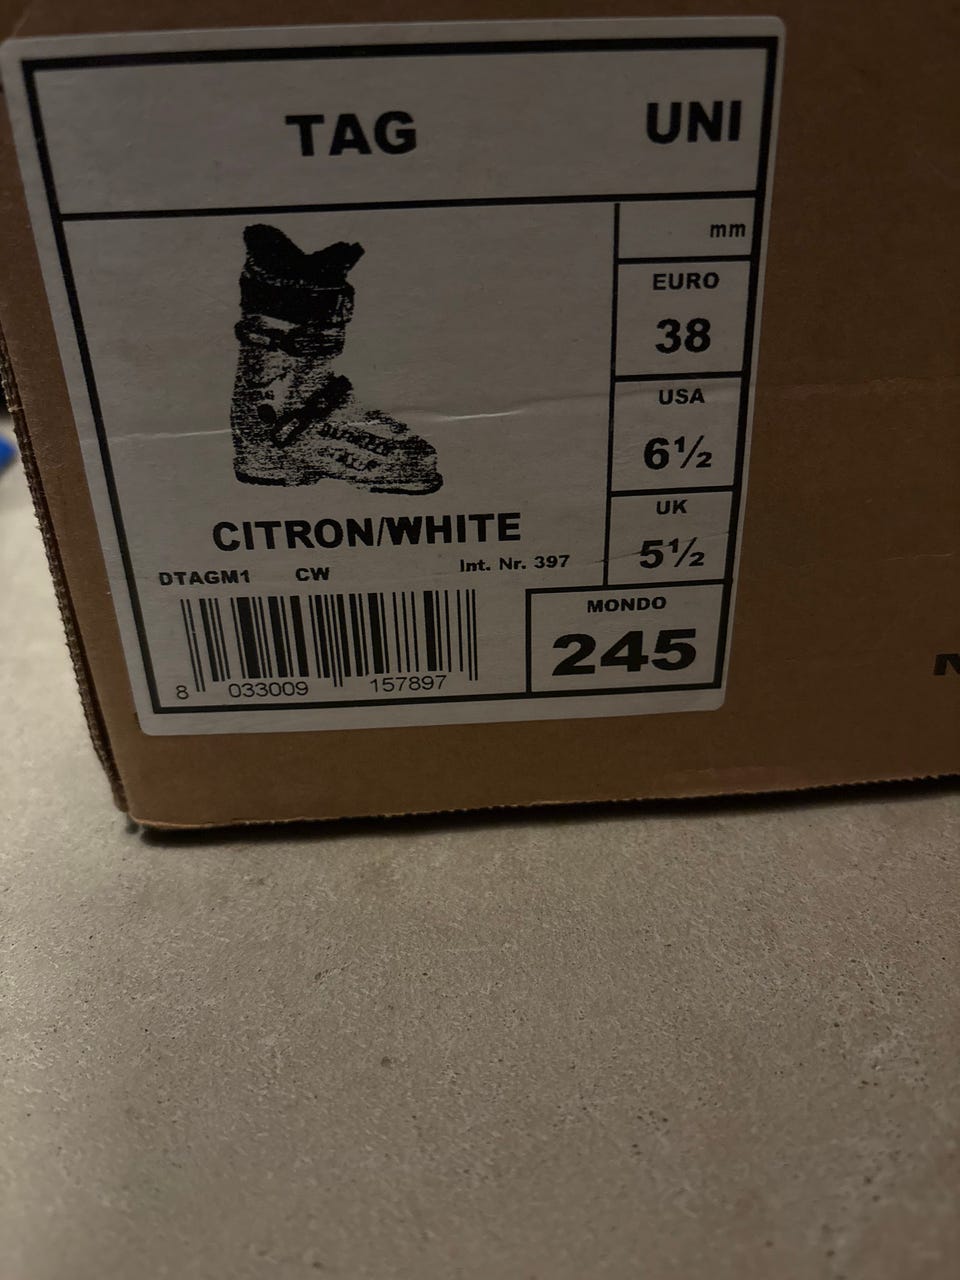 TAG UNI
mm
EURO
38
USA
6½
UK
5½
CITRON/WHITE
DTAGM1 CW Int. Nr. 397
MONDO
245
8 033009 157897